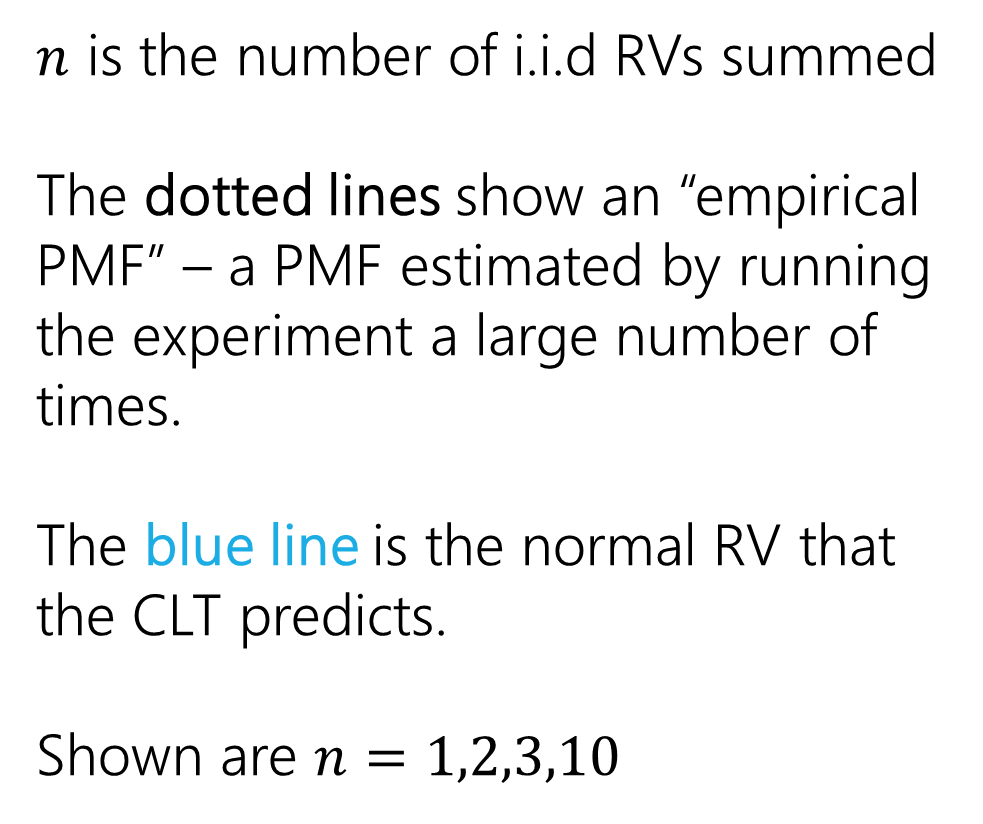 n is the number of i.i.d RVs summed
The dotted lines show an “empirical
PMF” – a PMF estimated by running
the experiment a large number of
times.
The blue line is the normal RV that
the CLT predicts.
Shown are n = 1,2,3,10